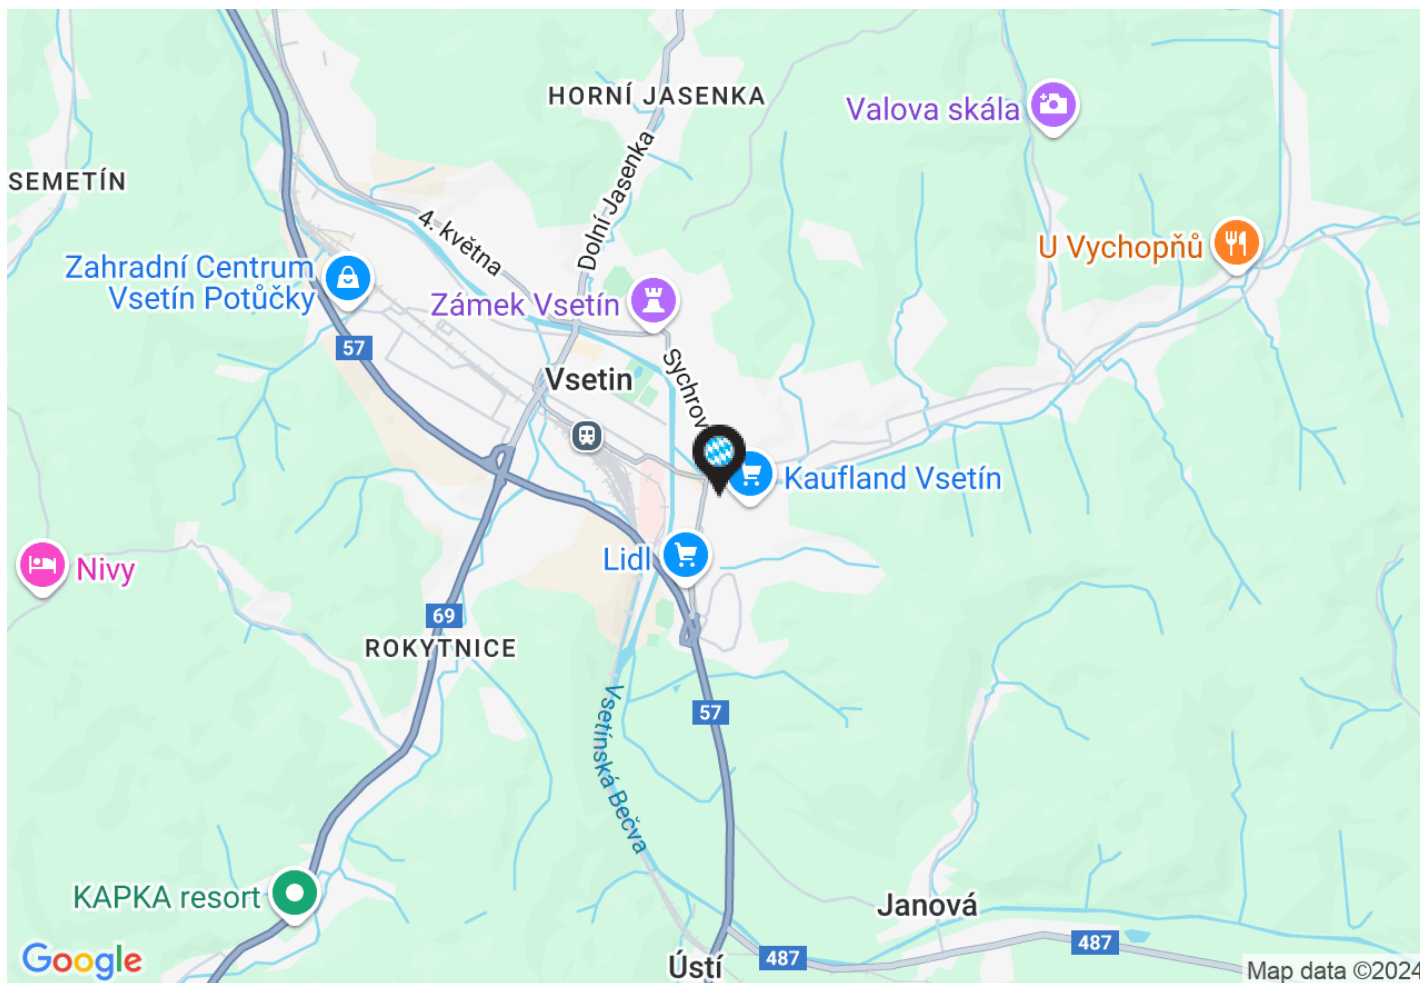 HORNÍ JASENKA
Valova skála
SEMETÍN
Dolní Jasenka
4. května
U Vychopňů
Zahradní Centrum
Vsetín Potůčky
Zámek Vsetín
57
Sychrov
Vsetin
Kaufland Vsetín
Lidl
Nivy
69
ROKYTNICE
57
Vsetínská Bečva
KAPKA resort
Janová
487
487
Ústí
Google
Map data ©2024